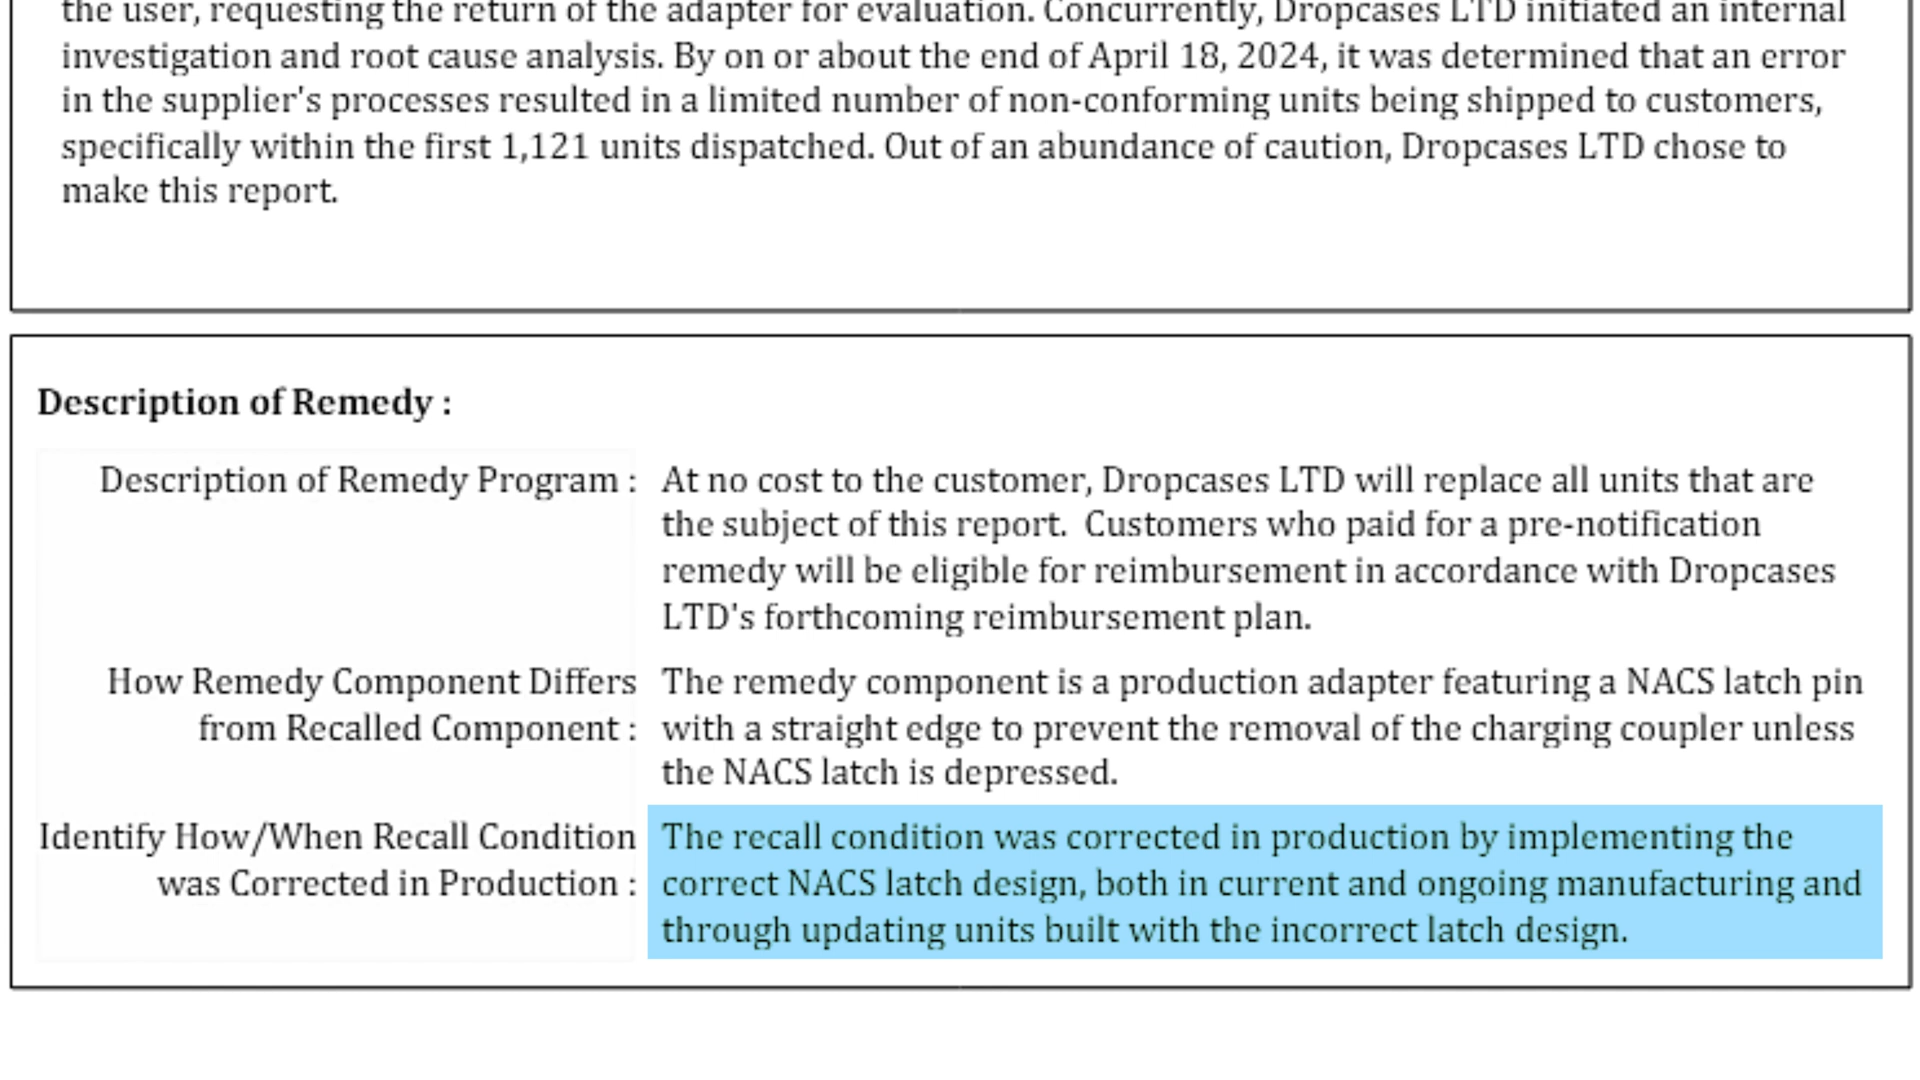 the user, requesting the return of the adapter for evaluation. Concurrently, Dropcases LTD initiated an internal
investigation and root cause analysis. By on or about the end of April 18, 2024, it was determined that an error
in the supplier's processes resulted in a limited number of non-conforming units being shipped to customers,
specifically within the first 1,121 units dispatched. Out of an abundance of caution, Dropcases LTD chose to
make this report.
Description of Remedy :
Description of Remedy Program : At no cost to the customer, Dropcases LTD will replace all units that are
the subject of this report. Customers who paid for a pre-notification
remedy will be eligible for reimbursement in accordance with Dropcases
LTD's forthcoming reimbursement plan.
How Remedy Component Differs The remedy component is a production adapter featuring a NACS latch pin
from Recalled Component : with a straight edge to prevent the removal of the charging coupler unless
the NACS latch is depressed.
Identify How/When Recall Condition The recall condition was corrected in production by implementing the
was Corrected in Production : correct NACS latch design, both in current and ongoing manufacturing and
through updating units built with the incorrect latch design.